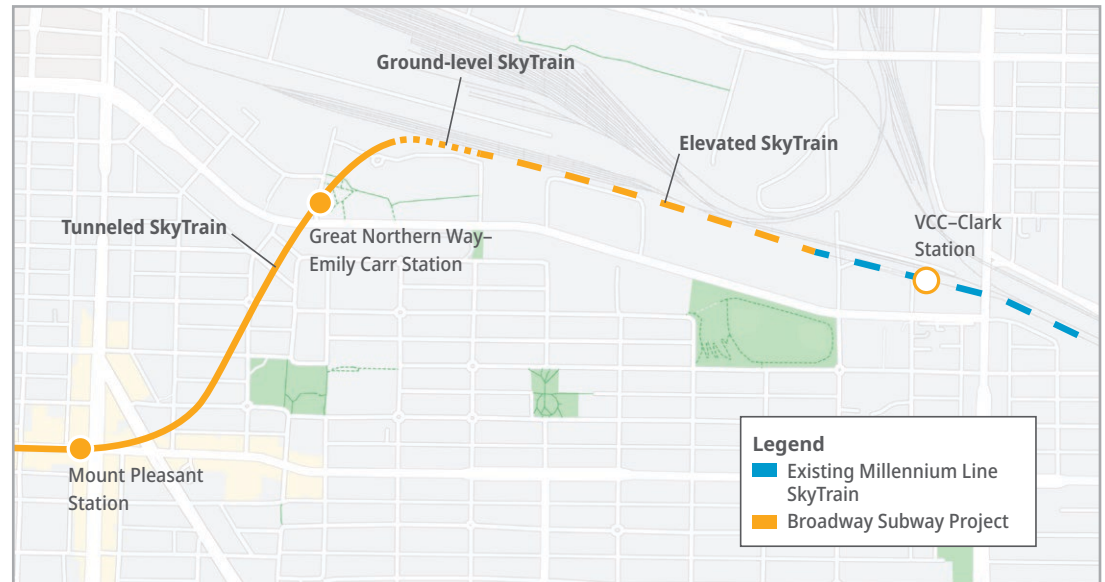 Ground-level SkyTrain
Elevated SkyTrain
Tunneled SkyTrain
Great Northern Way–
Emily Carr Station
VCC–Clark
Station
Mount Pleasant
Station
Legend
Existing Millennium Line
SkyTrain
Broadway Subway Project